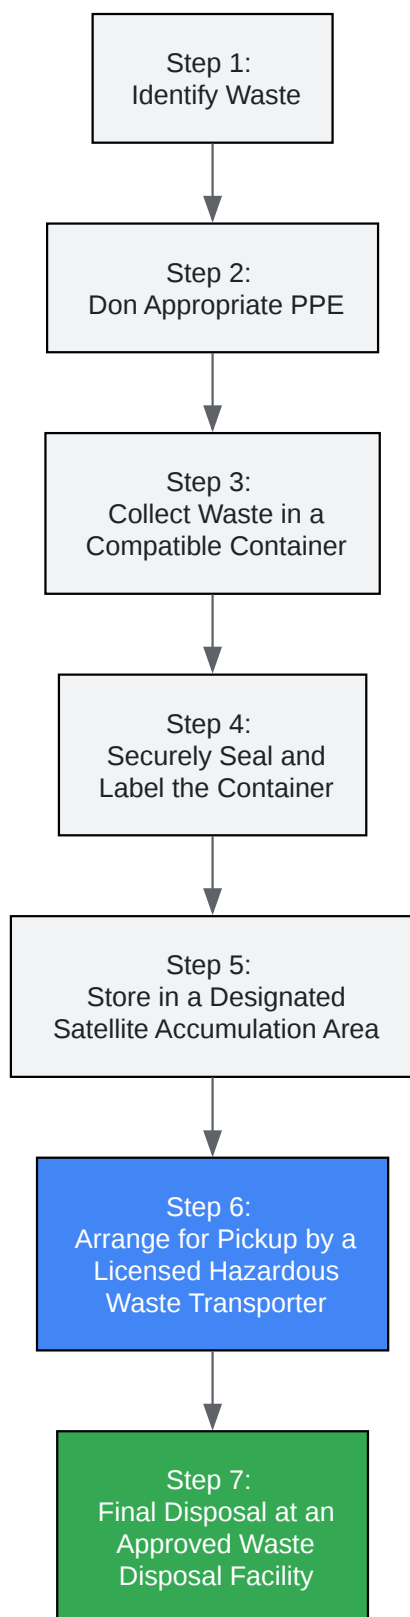 Step 1:
Identify Waste
Step 2:
Don Appropriate PPE
Step 3:
Collect Waste in a
Compatible Container
Step 4:
Securely Seal and
Label the Container
Step 5:
Store in a Designated
Satellite Accumulation Area
Step 6:
Arrange for Pickup by a
Licensed Hazardous
Waste Transporter
Step 7:
Final Disposal at an
Approved Waste
Disposal Facility